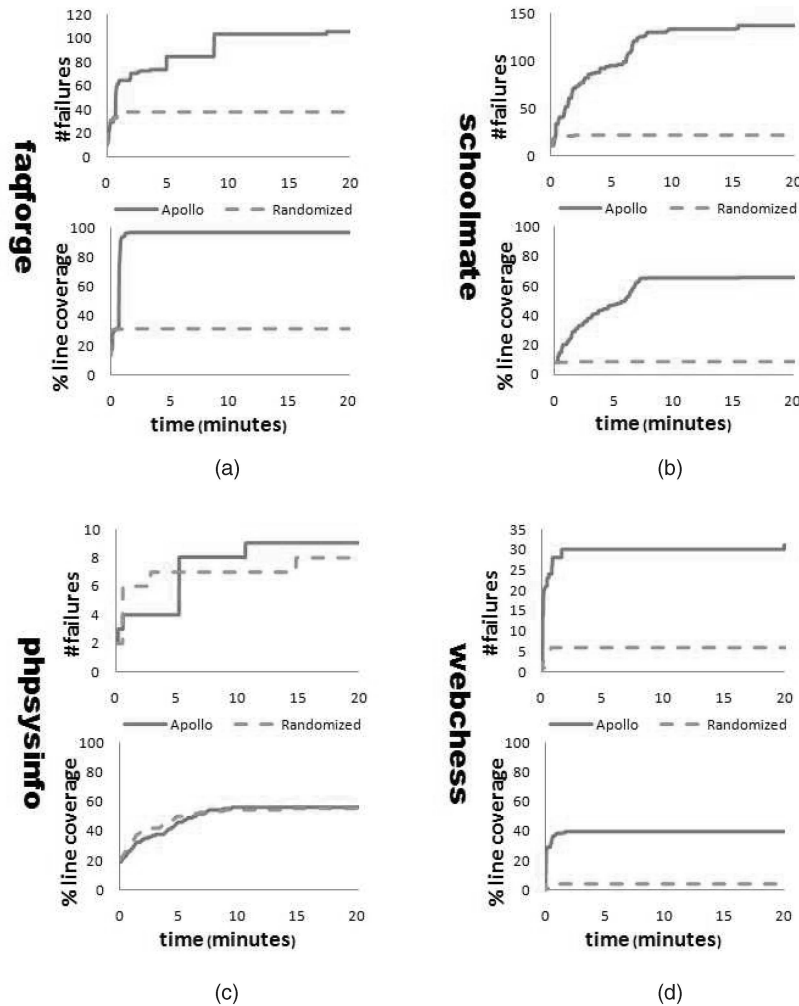 faqforge
#failures
120
100
80
60
40
20
0
0 5 10 15 20
Apollo Randomized
% line coverage
100
80
60
40
20
0
0 5 10 15 20
time (minutes)
(a)
schoolmate
#failures
150
100
50
0
0 5 10 15 20
Apollo Randomized
% line coverage
100
80
60
40
20
0
0 5 10 15 20
time (minutes)
(b)
phpsysinfo
#failures
10
8
6
4
2
0
0 5 10 15 20
Apollo Randomized
% line coverage
100
80
60
40
20
0
0 5 10 15 20
time (minutes)
(c)
webchess
#failures
35
30
25
20
15
10
5
0
0 5 10 15 20
Apollo Randomized
% line coverage
100
80
60
40
20
0
0 5 10 15 20
time (minutes)
(d)